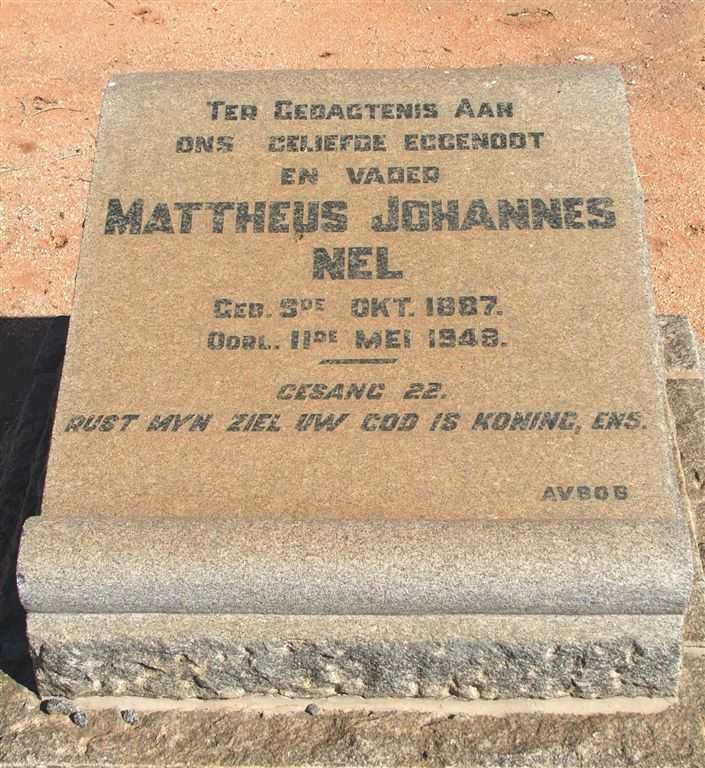 TER GEDAGTENIS AAN
ONS GELIEFDE EGGENOOT
EN VADER
MATTHEUS JOHANNES
NEL
GEB. 9DE OKT. 1887.
OORL. 11DE MEI 1948.
GESANG 22.
RUST MYN ZIEL UW GOD IS KONING, ENS.
AVBOB